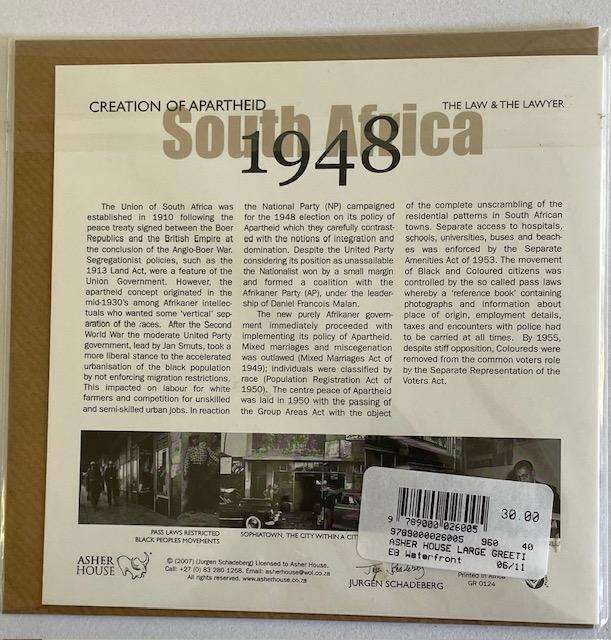 CREATION OF APARTHEID
THE LAW & THE LAWYER
South Africa
1948
The Union of South Africa was
established in 1910 following the
peace treaty signed between the Boer
Republics and the British Empire at
the conclusion of the Anglo-Boer War.
Segregationist policies, such as the
1913 Land Act, were a feature of the
Union Government. However, the
apartheid concept originated in the
mid-1930's among Afrikaner intellec-
tuals who wanted some 'vertical' sep-
aration of the races. After the Second
World War the moderate United Party
government, lead by Jan Smuts, took a
more liberal stance to the accelerated
urbanisation of the black population
by not enforcing migration restrictions.
This impacted on labour for white
farmers and competition for unskilled
and semi-skilled urban jobs. In reaction
the National Party (NP) campaigned
for the 1948 election on its policy of
Apartheid which they carefully contrast-
ed with the notions of integration and
domination. Despite the United Party
considering its position as unassailable
the Nationalist won by a small margin
and formed a coalition with the
Afrikaner Party (AP), under the leader-
ship of Daniel Francois Malan.
The new purely Afrikaner govern-
ment immediately proceeded with
implementing its policy of Apartheid.
Mixed marriages and miscegenation
was outlawed (Mixed Marriages Act of
1949); individuals were classified by
race (Population Registration Act of
1950). The centre peace of Apartheid
was laid in 1950 with the passing of
the Group Areas Act with the object
of the complete unscrambling of the
residential patterns in South African
towns. Separate access to hospitals,
schools, universities, buses and beach-
es was enforced by the Separate
Amenities Act of 1953. The movement
of Black and Coloured citizens was
controlled by the so called pass laws
whereby a 'reference book' containing
photographs and information about
place of origin, employment details,
taxes and encounters with police had
to be carried at all times. By 1955,
despite stiff opposition, Coloureds were
removed from the common voters role
by the Separate Representation of the
Voters Act.
PASS LAWS RESTRICTED
BLACK PEOPLES MOVEMENTS
SOPHIATOWN, THE CITY WITHIN A CIT
9 789000 026005
30.00
9789000026005 960 40
ASHER HOUSE LARGE GREETI
EB Waterfront 06/11
ASHER
HOUSE
© (2007) (Jurgen Schadeberg) Licensed to Asher House.
Call: +27 (0) 83 280 1268. Email: asherhouse@wol.co.za
All rights reserved. www.asherhouse.co.za
JURGEN SCHADEBERG
Printed in Africa
GR 0124